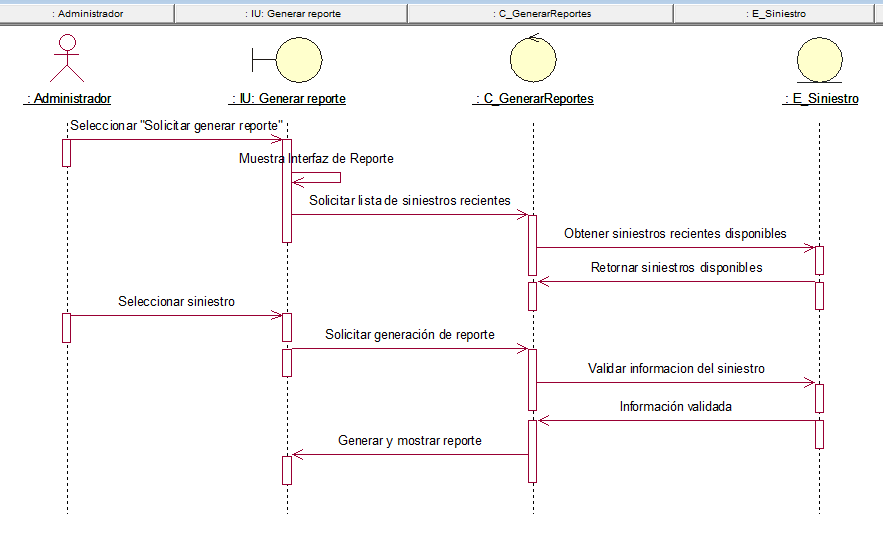 : Administrador
: IU: Generar reporte
: C_GenerarReportes
: E_Siniestro
: Administrador
: IU: Generar reporte
: C_GenerarReportes
: E_Siniestro
Seleccionar "Solicitar generar reporte"
Muestra Interfaz de Reporte
Solicitar lista de siniestros recientes
Obtener siniestros recientes disponibles
Retornar siniestros disponibles
Seleccionar siniestro
Solicitar generación de reporte
Validar informacion del siniestro
Información validada
Generar y mostrar reporte